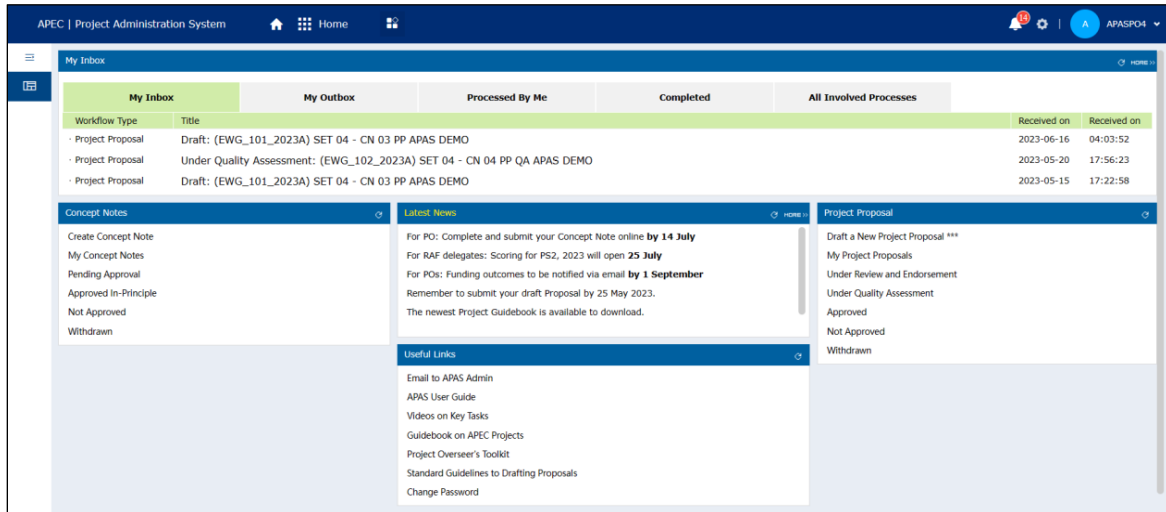 APEC | Project Administration System
Home
14
A
APASPO4
My Inbox
MORE >>
My Inbox My Outbox Processed By Me Completed All Involved Processes
Workflow Type Title Received on Received on
· Project Proposal Draft: (EWG_101_2023A) SET 04 - CN 03 PP APAS DEMO 2023-06-16 04:03:52
· Project Proposal Under Quality Assessment: (EWG_102_2023A) SET 04 - CN 04 PP QA APAS DEMO 2023-05-20 17:56:23
· Project Proposal Draft: (EWG_101_2023A) SET 04 - CN 03 PP APAS DEMO 2023-05-15 17:22:58
Concept Notes
Create Concept Note
My Concept Notes
Pending Approval
Approved In-Principle
Not Approved
Withdrawn
Latest News
MORE >>
For PO: Complete and submit your Concept Note online by 14 July
For RAF delegates: Scoring for PS2, 2023 will open 25 July
For POs: Funding outcomes to be notified via email by 1 September
Remember to submit your draft Proposal by 25 May 2023.
The newest Project Guidebook is available to download.
Useful Links
Email to APAS Admin
APAS User Guide
Videos on Key Tasks
Guidebook on APEC Projects
Project Overseer's Toolkit
Standard Guidelines to Drafting Proposals
Change Password
Project Proposal
Draft a New Project Proposal ***
My Project Proposals
Under Review and Endorsement
Under Quality Assessment
Approved
Not Approved
Withdrawn